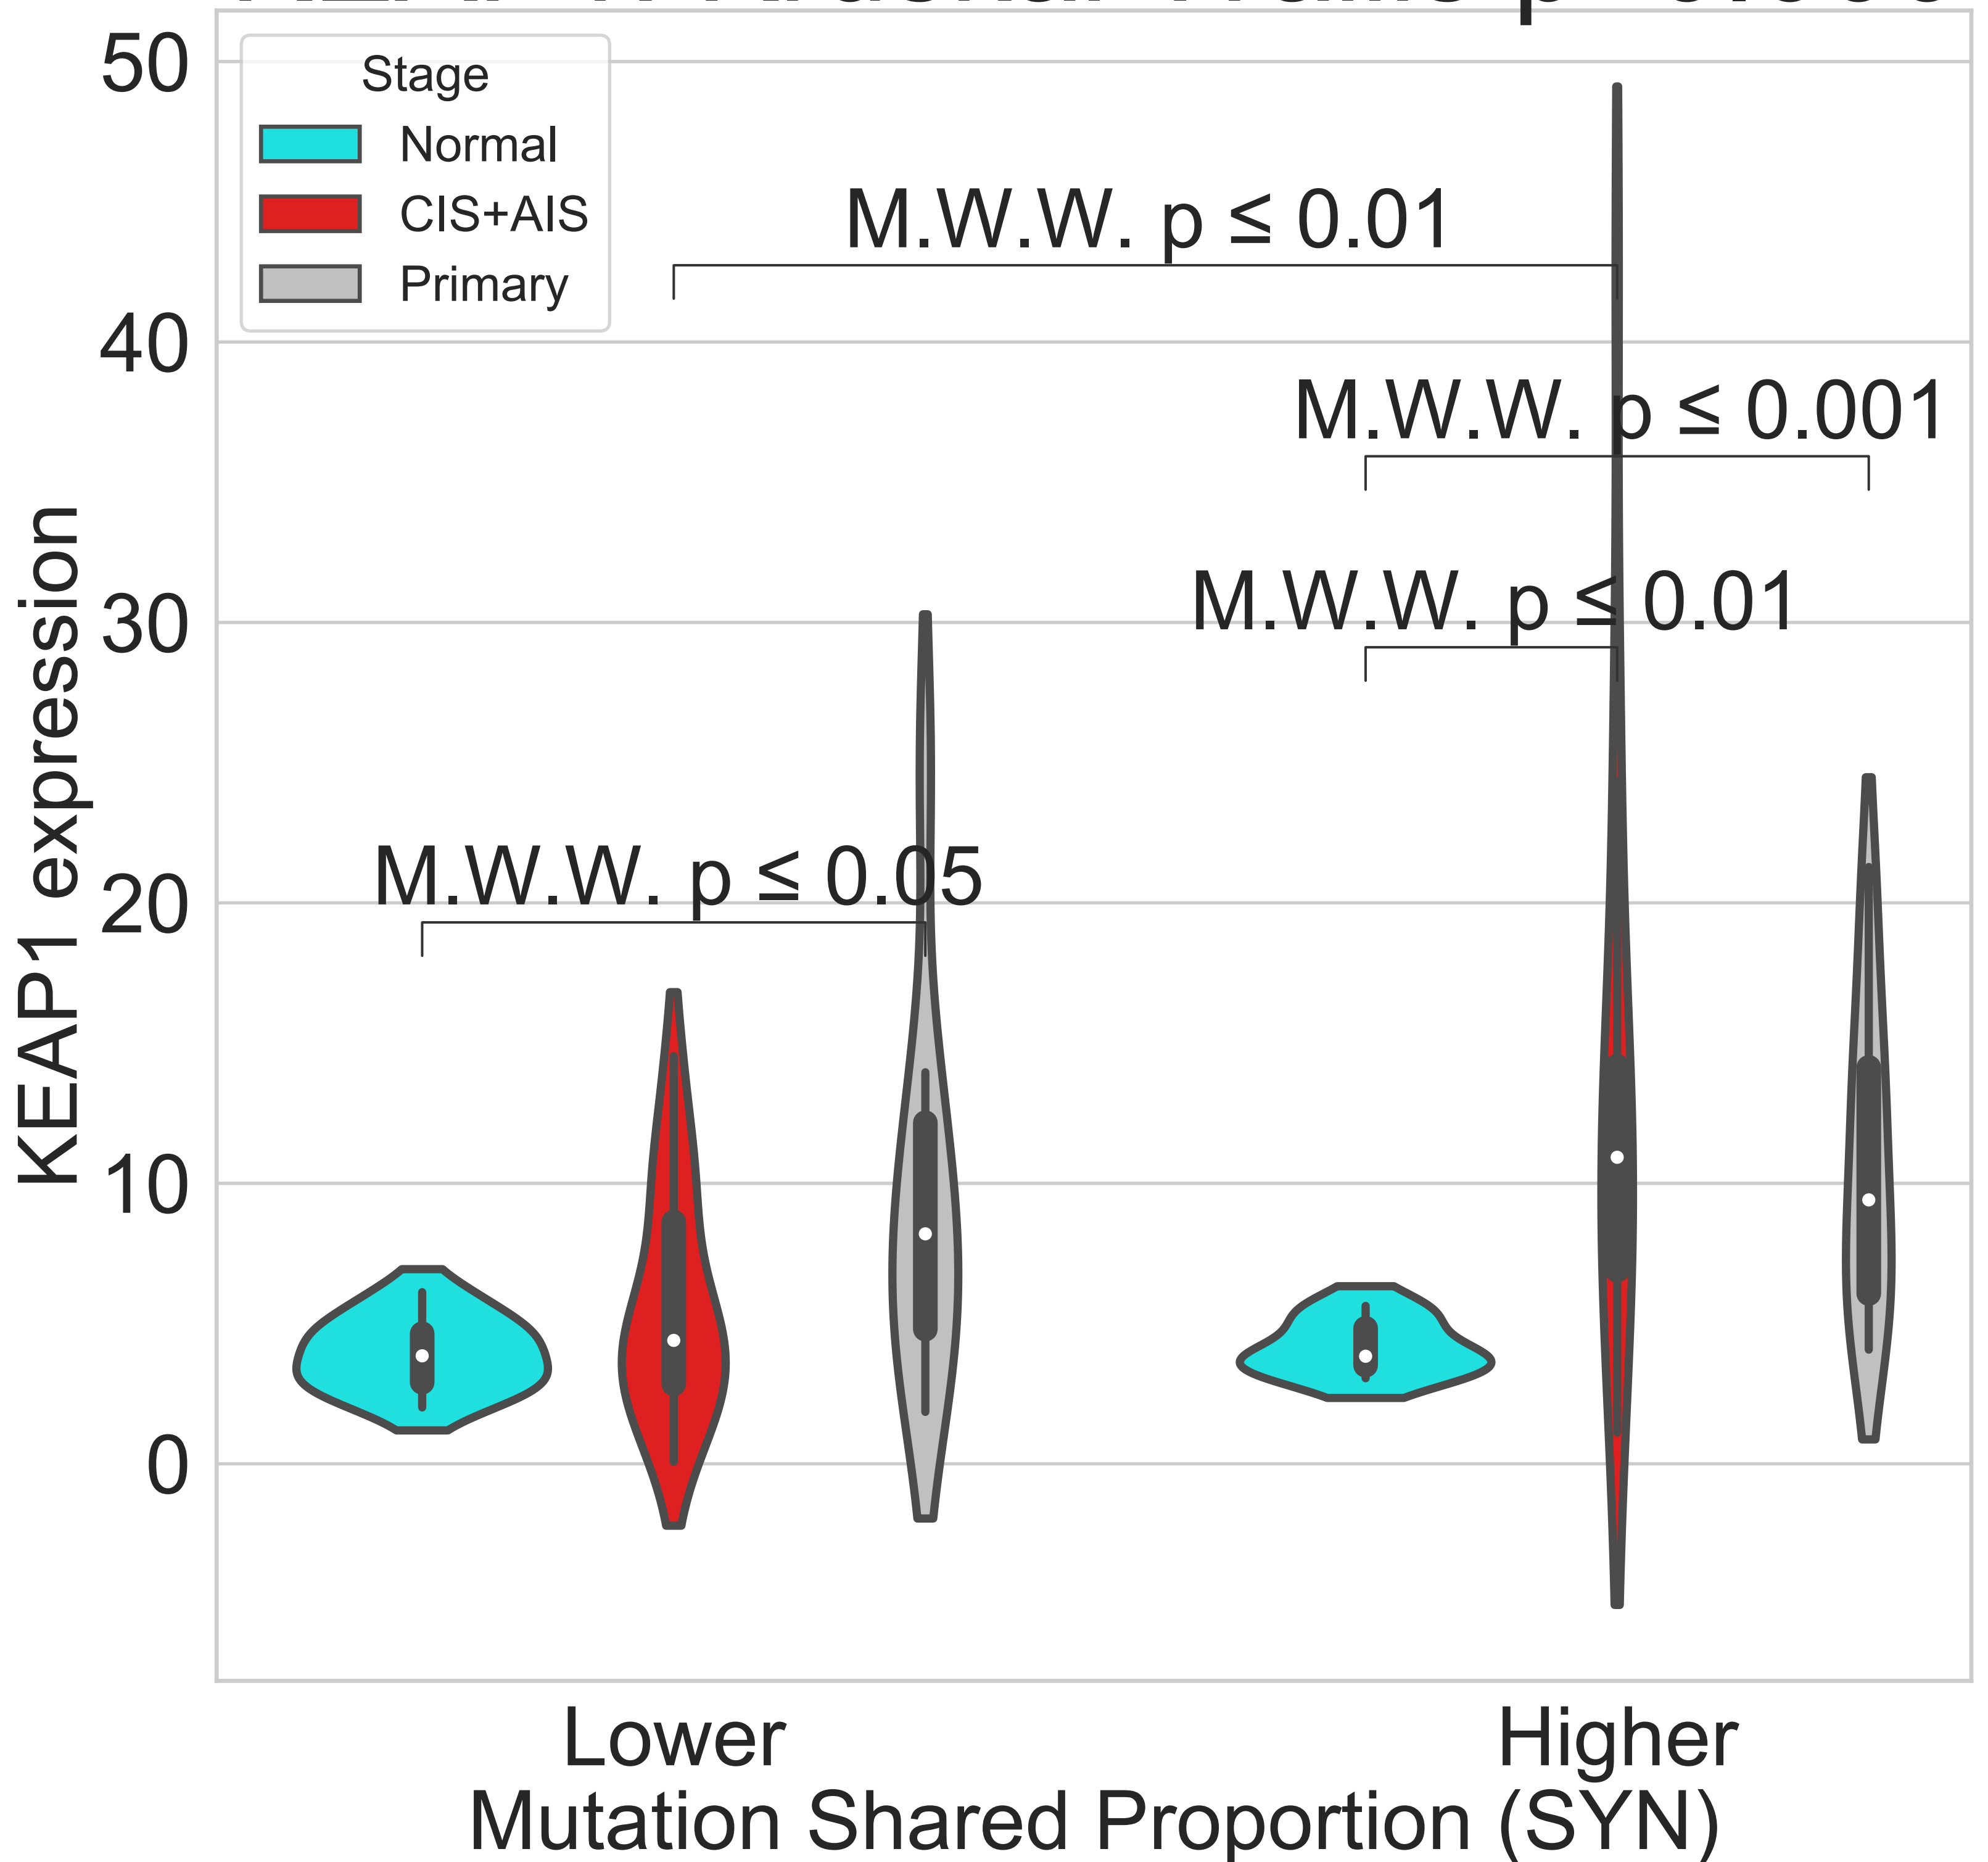 50
40
30
20
10
0
KEAP1 expression
Stage
Normal
CIS+AIS
Primary
M.W.W. p ≤ 0.01
M.W.W. p ≤ 0.001
M.W.W. p ≤ 0.01
M.W.W. p ≤ 0.05
Lower
Higher
Mutation Shared Proportion (SYN)